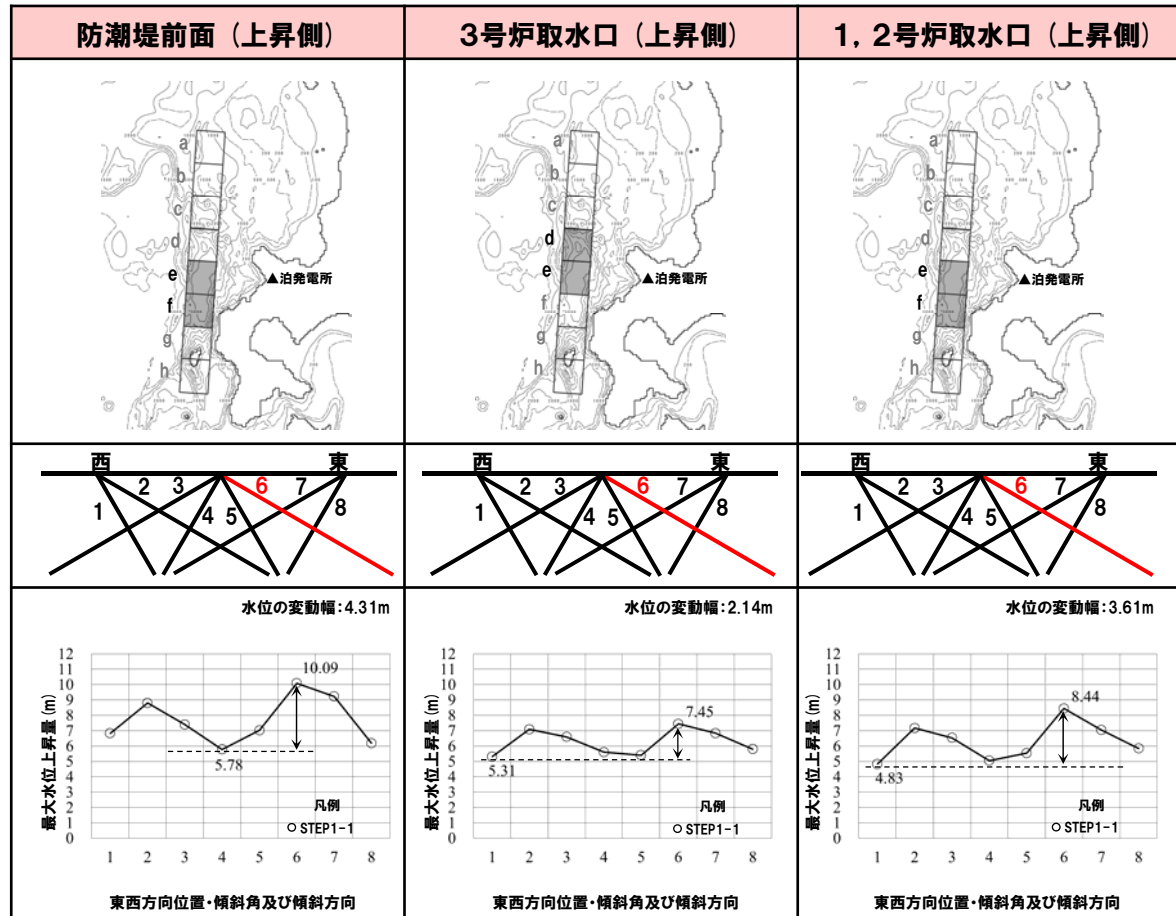 防潮堤前面（上昇側）
3号炉取水口（上昇側）
1，2号炉取水口（上昇側）
a
b
c
d
e
f
g
h
▲泊発電所
a
b
c
d
e
f
g
h
▲泊発電所
a
b
c
d
e
f
g
h
▲泊発電所
西 東
1 2 3 4 5 6 7 8
西 東
1 2 3 4 5 6 7 8
西 東
1 2 3 4 5 6 7 8
水位の変動幅：4.31m
最大水位上昇量(m)
12
11
10
9
8
7
6
5
4
3
2
1
0
10.09
5.78
凡例
○ STEP1-1
1 2 3 4 5 6 7 8
東西方向位置・傾斜角及び傾斜方向
水位の変動幅：2.14m
最大水位上昇量(m)
12
11
10
9
8
7
6
5
4
3
2
1
0
7.45
5.31
凡例
○ STEP1-1
1 2 3 4 5 6 7 8
東西方向位置・傾斜角及び傾斜方向
水位の変動幅：3.61m
最大水位上昇量(m)
12
11
10
9
8
7
6
5
4
3
2
1
0
8.44
4.83
凡例
○ STEP1-1
1 2 3 4 5 6 7 8
東西方向位置・傾斜角及び傾斜方向